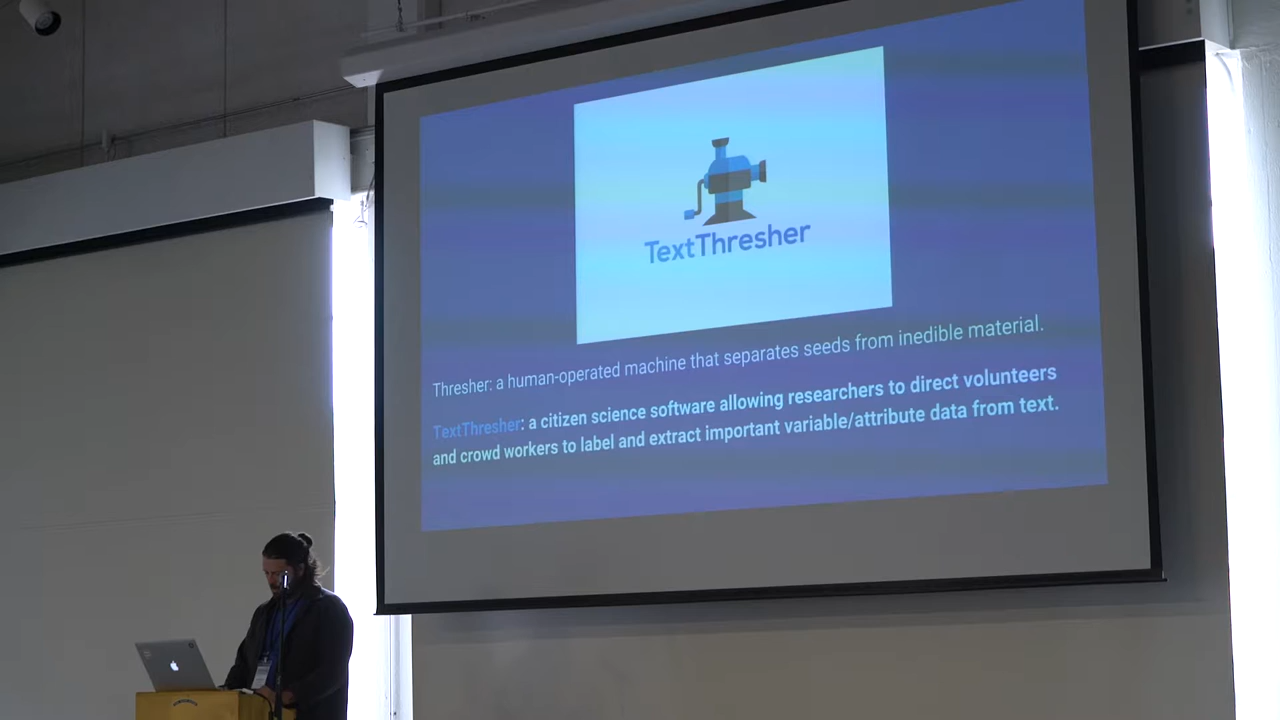 TextThresher
Thresher: a human-operated machine that separates seeds from inedible material.
TextThresher: a citizen science software allowing researchers to direct volunteers
and crowd workers to label and extract important variable/attribute data from text.